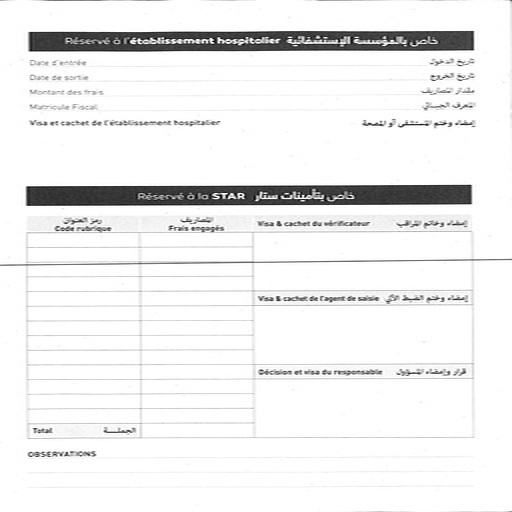 Réservé à l'établissement hospitalier خاص بالمؤسسة الإستشفائية
Date d'entrée تاريخ الدخول
Date de sortie تاريخ الخروج
Montant des frais مقدار المصاريف
Matricule Fiscal المعرف الجبائي
Visa et cachet de l'établissement hospitalier إمضاء وختم المستشفى أو المصحة
Réservé à la STAR خاص بتأمينات ستار
رمز العنوان المصاريف
Code rubrique Frais engagés Visa & cachet du vérificateur إمضاء وخاتم المراقب
Visa & cachet de l'agent de saisie إمضاء وختم الضبط الآلي
Décision et visa du responsable قرار وإمضاء المسؤول
Total الجملة
OBSERVATIONS